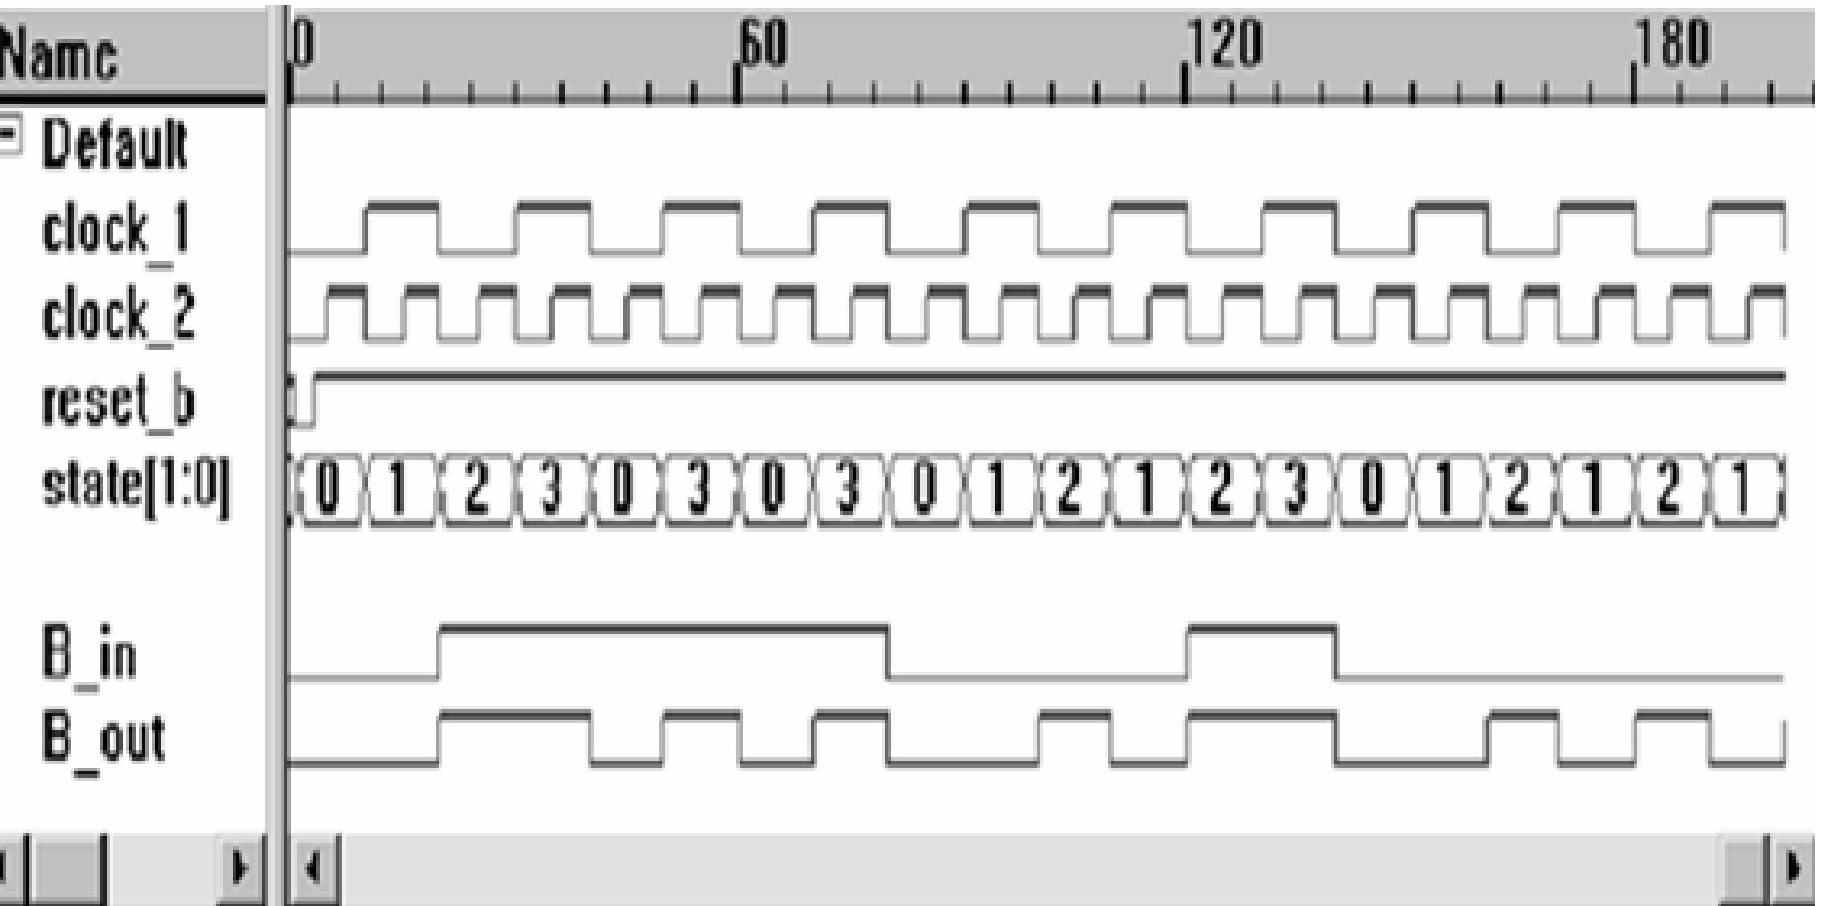 Name 0 60 120 180
Default
clock_1
clock_2
reset_b
state[1:0] 0 1 2 3 0 3 0 3 0 1 2 1 2 3 0 1 2 1 2 1
B_in
B_out